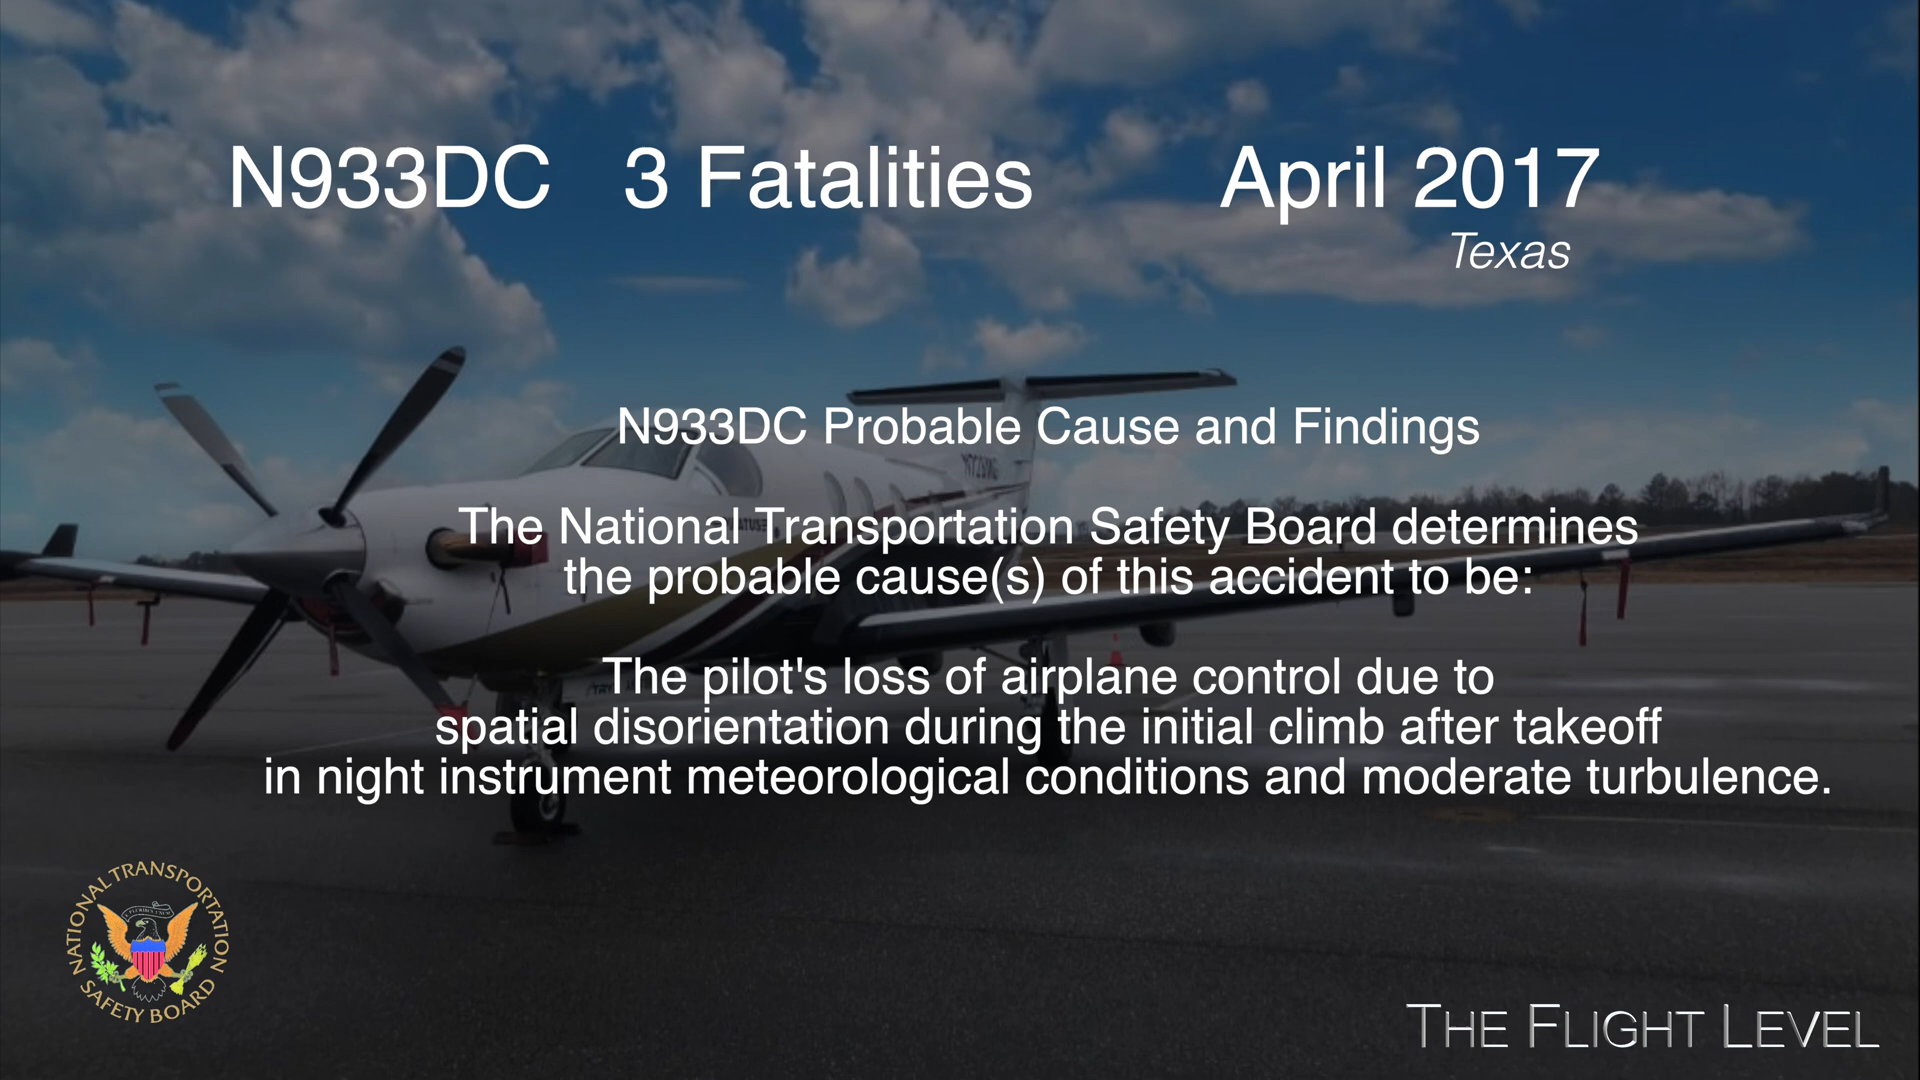 N933DC 3 Fatalities April 2017
Texas
N933DC Probable Cause and Findings
The National Transportation Safety Board determines
the probable cause(s) of this accident to be:
The pilot's loss of airplane control due to
spatial disorientation during the initial climb after takeoff
in night instrument meteorological conditions and moderate turbulence.
NATIONAL TRANSPORTATION
SAFETY BOARD
THE FLIGHT LEVEL